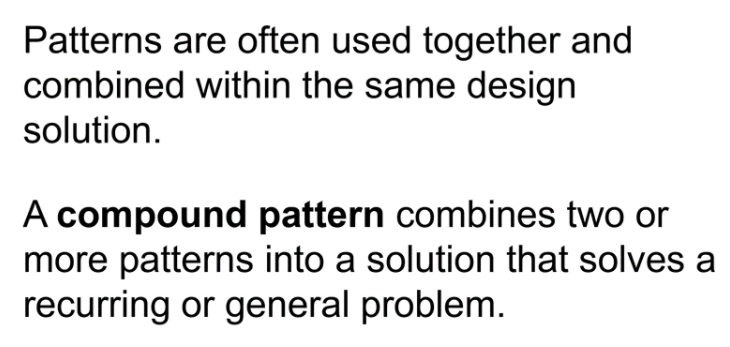 Patterns are often used together and
combined within the same design
solution.
A compound pattern combines two or
more patterns into a solution that solves a
recurring or general problem.